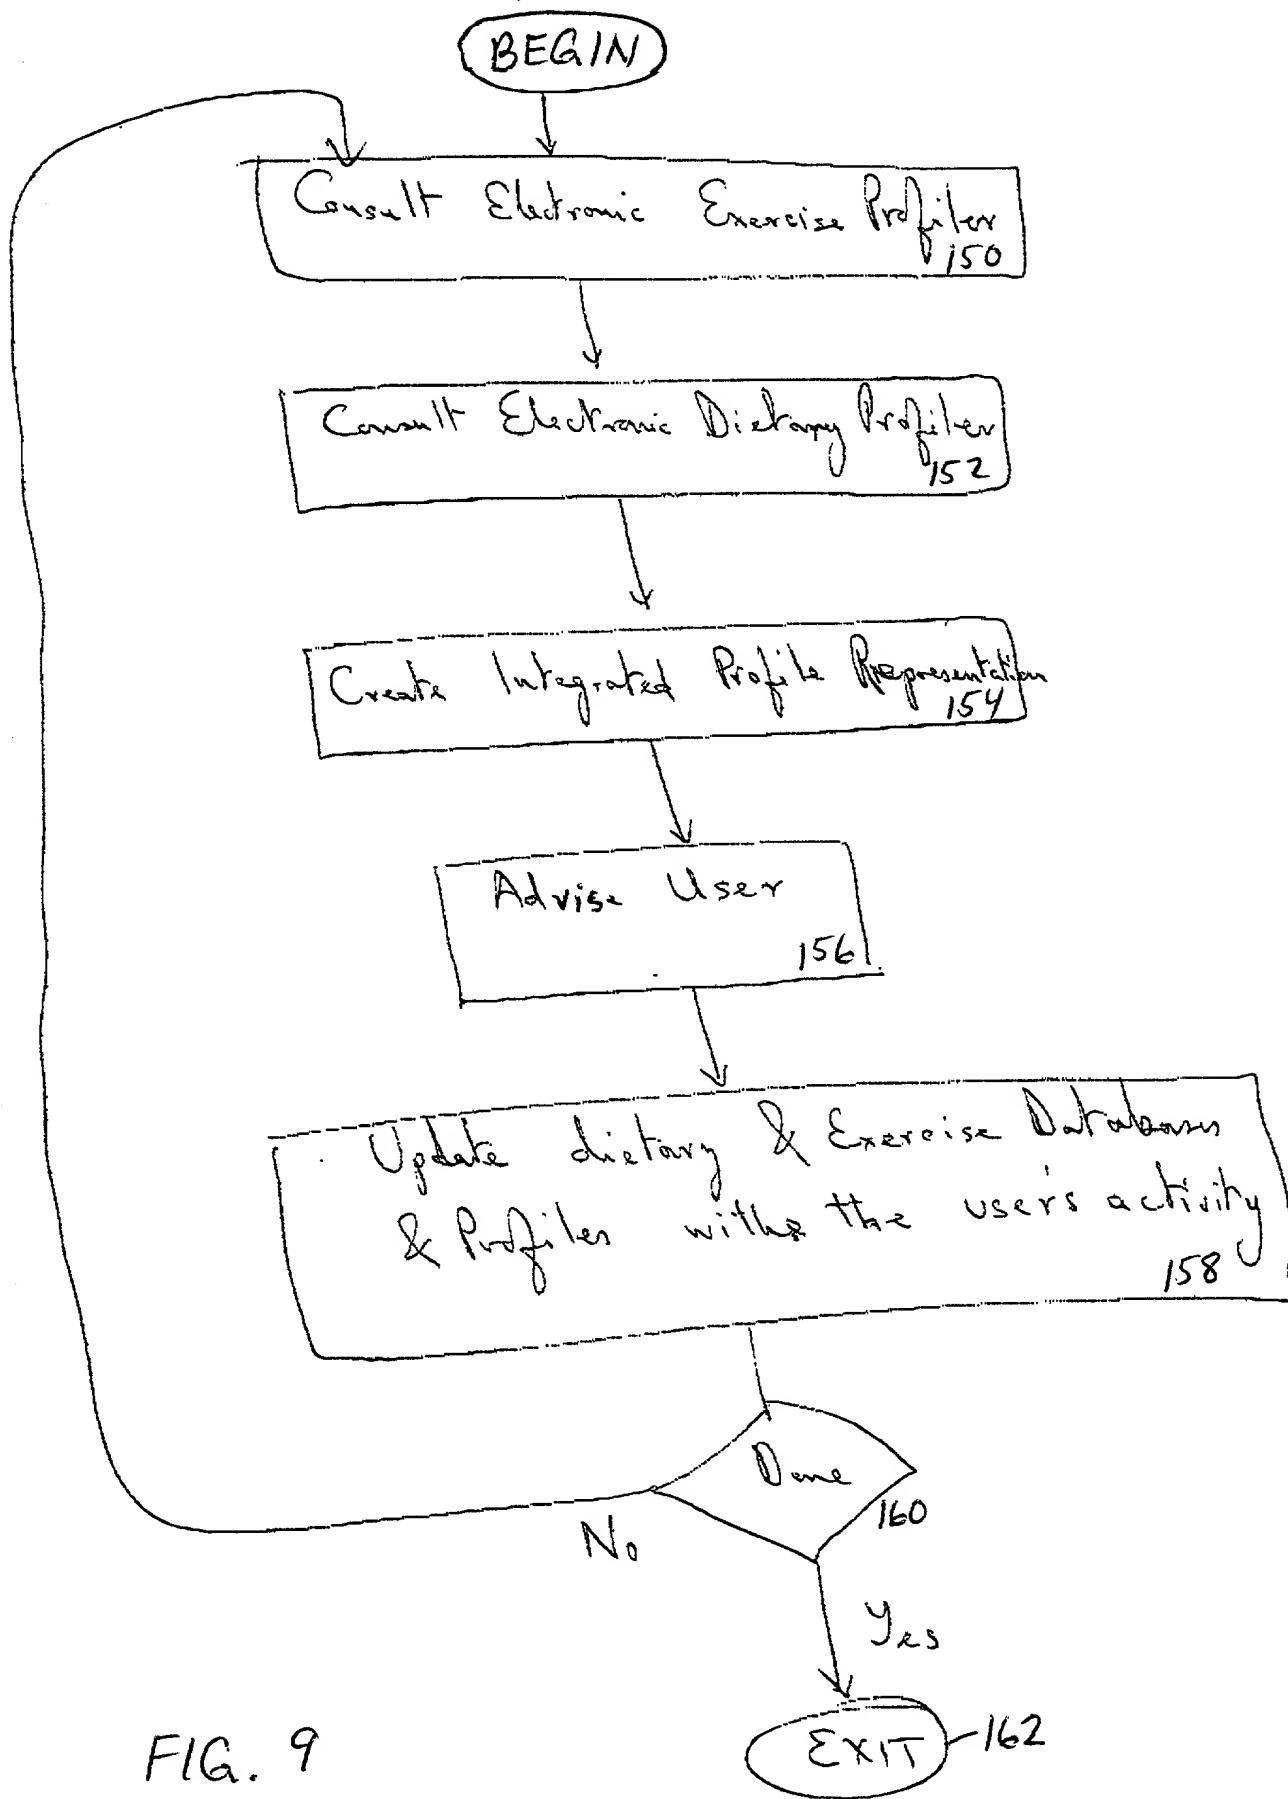 BEGIN
Consult Electronic Exercise Profiler
150
Consult Electronic Dietary Profiler
152
Create Integrated Profile Representation
154
Advise User
156
Update dietary & Exercise Databases
& Profiles with the user's activity
158
Done
160
No
Yes
EXIT
162
FIG. 9